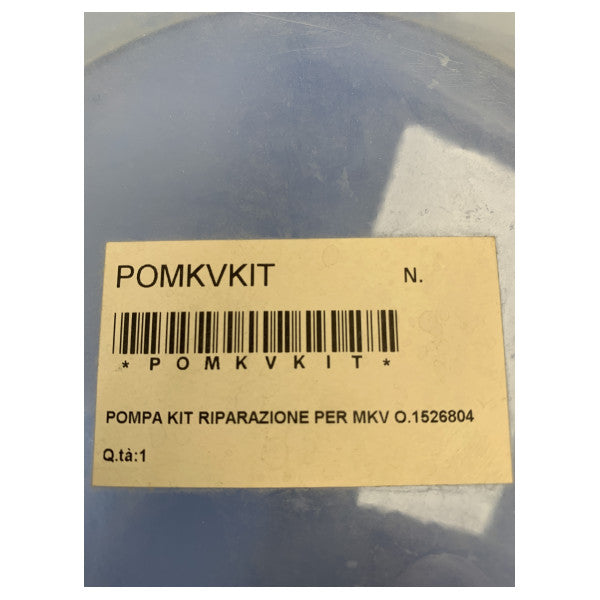 POMKVKIT N.
* P O M K V K I T *
POMPA KIT RIPARAZIONE PER MKV O.1526804
Q.tà:1